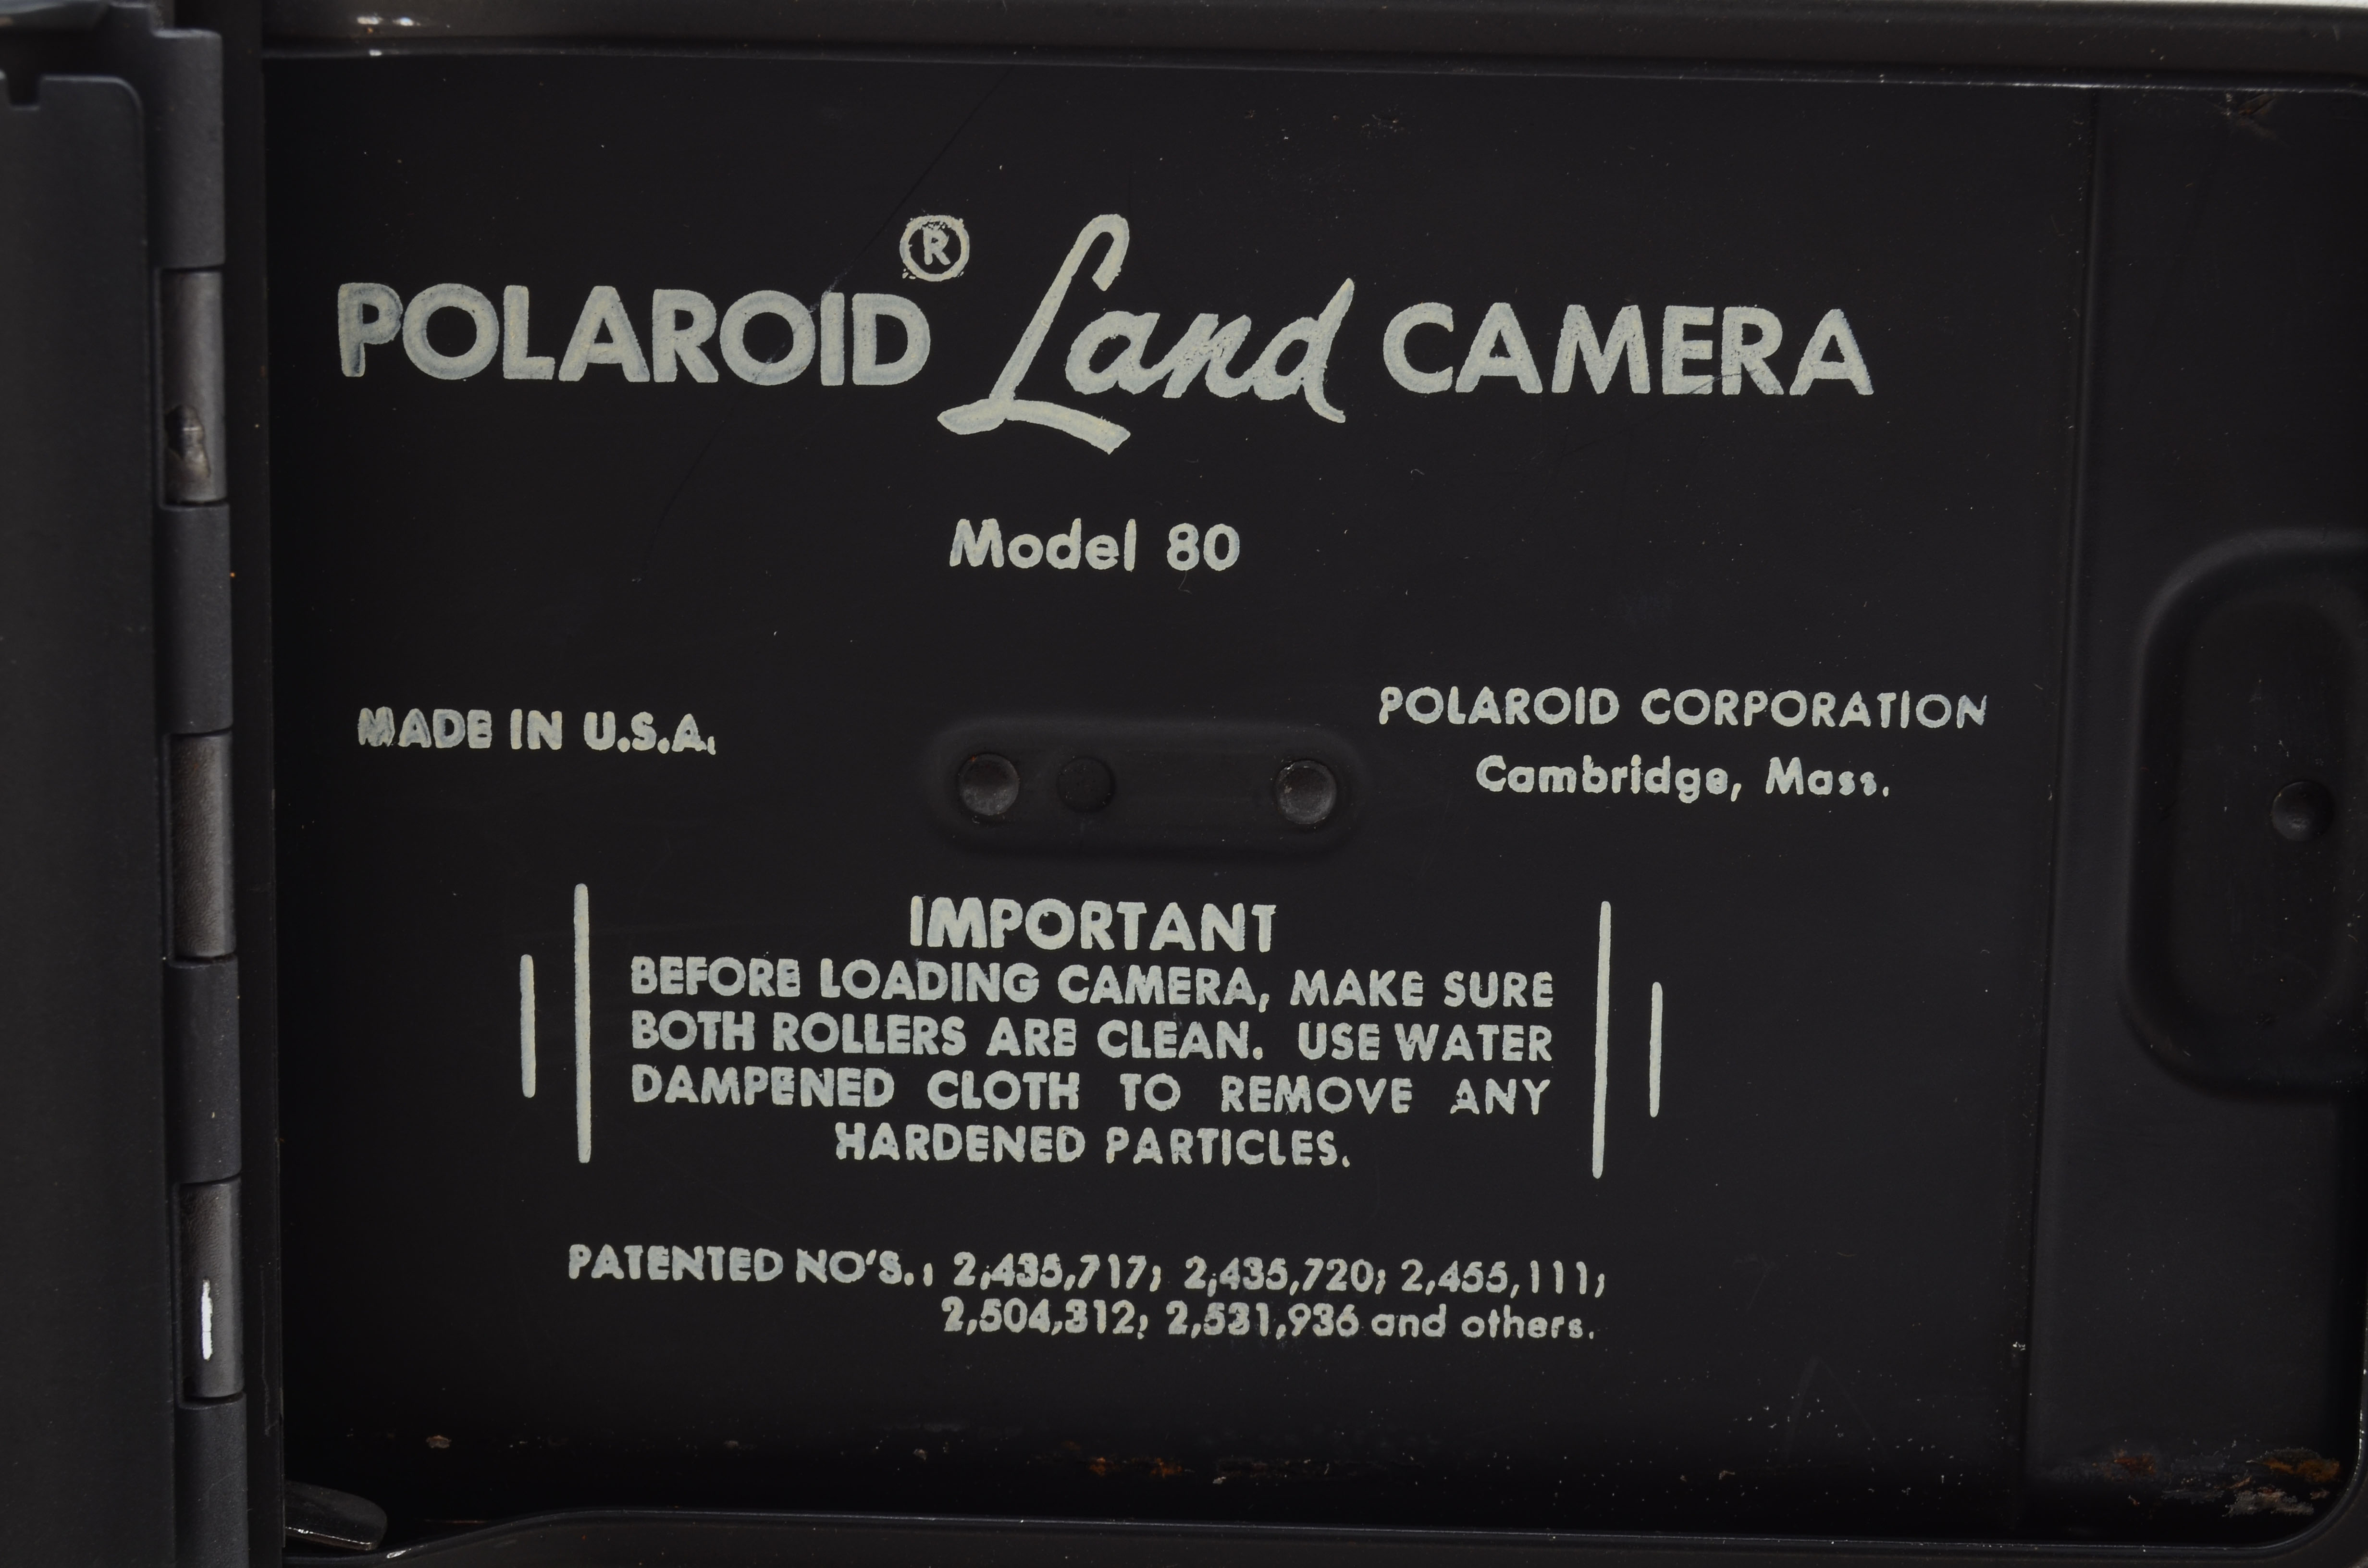 POLAROID® Land CAMERA
Model 80
MADE IN U.S.A.
POLAROID CORPORATION
Cambridge, Mass.
IMPORTANT
BEFORE LOADING CAMERA, MAKE SURE
BOTH ROLLERS ARE CLEAN. USE WATER
DAMPENED CLOTH TO REMOVE ANY
HARDENED PARTICLES.
PATENTED NO'S.: 2,435,717; 2,435,720; 2,455,111;
2,504,312; 2,531,936 and others.